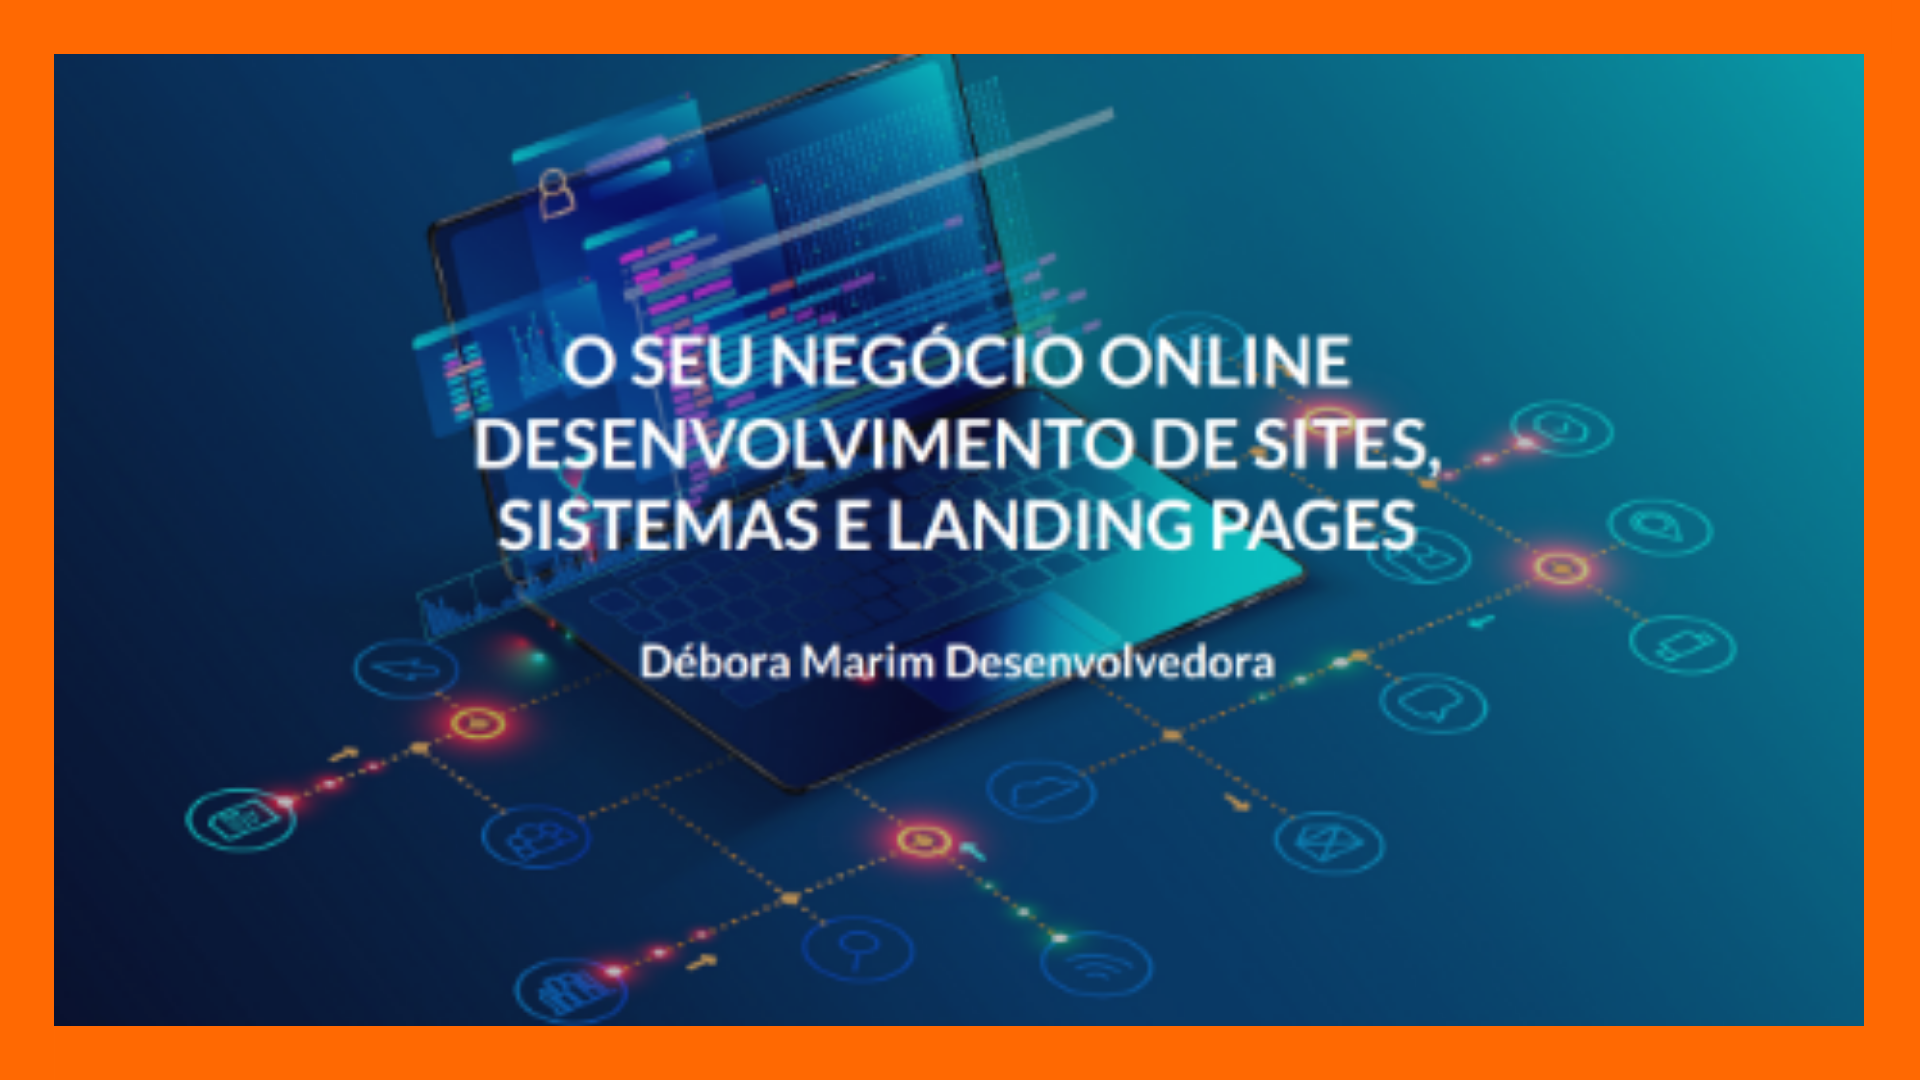 O SEU NEGÓCIO ONLINE
DESENVOLVIMENTO DE SITES,
SISTEMAS E LANDING PAGES
Débora Marim Desenvolvedora